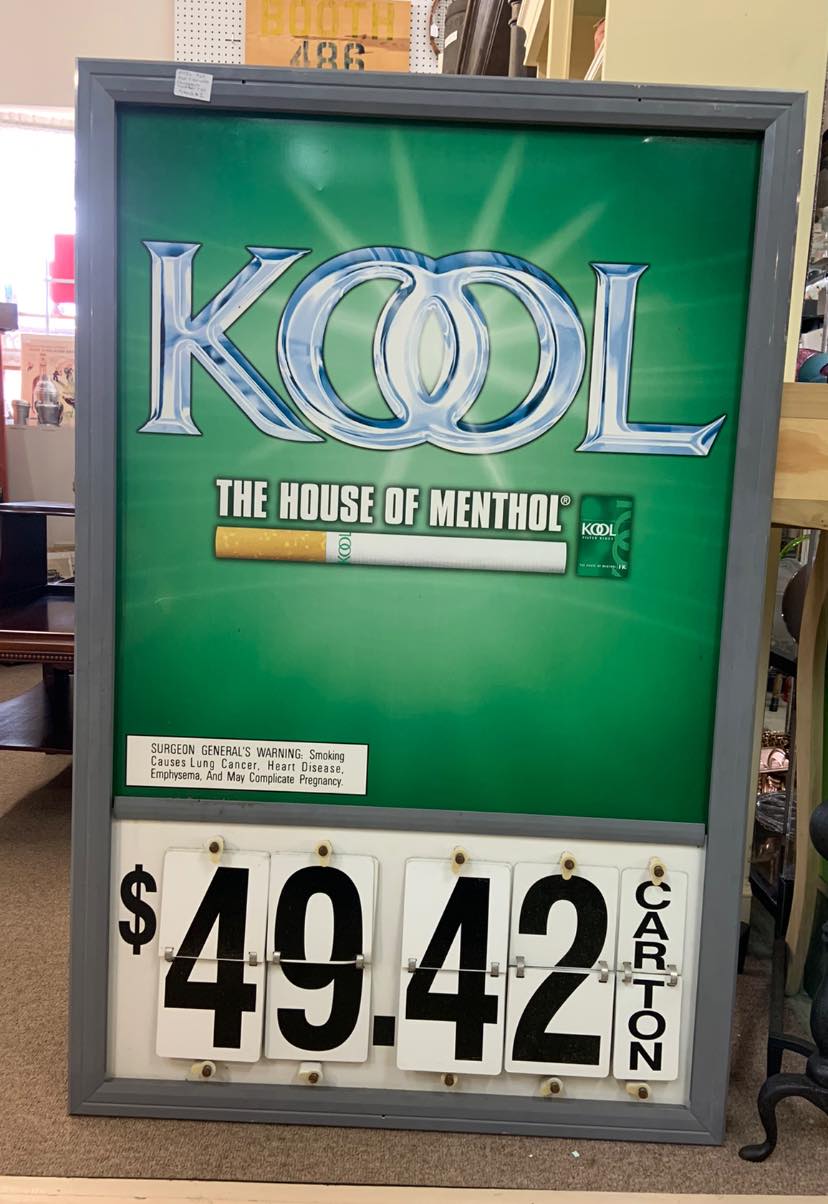 BOOTH
486
KOOL
THE HOUSE OF MENTHOL®
KOOL
KOOL
SURGEON GENERAL'S WARNING: Smoking
Causes Lung Cancer, Heart Disease,
Emphysema, And May Complicate Pregnancy.
$49.42
CARTON